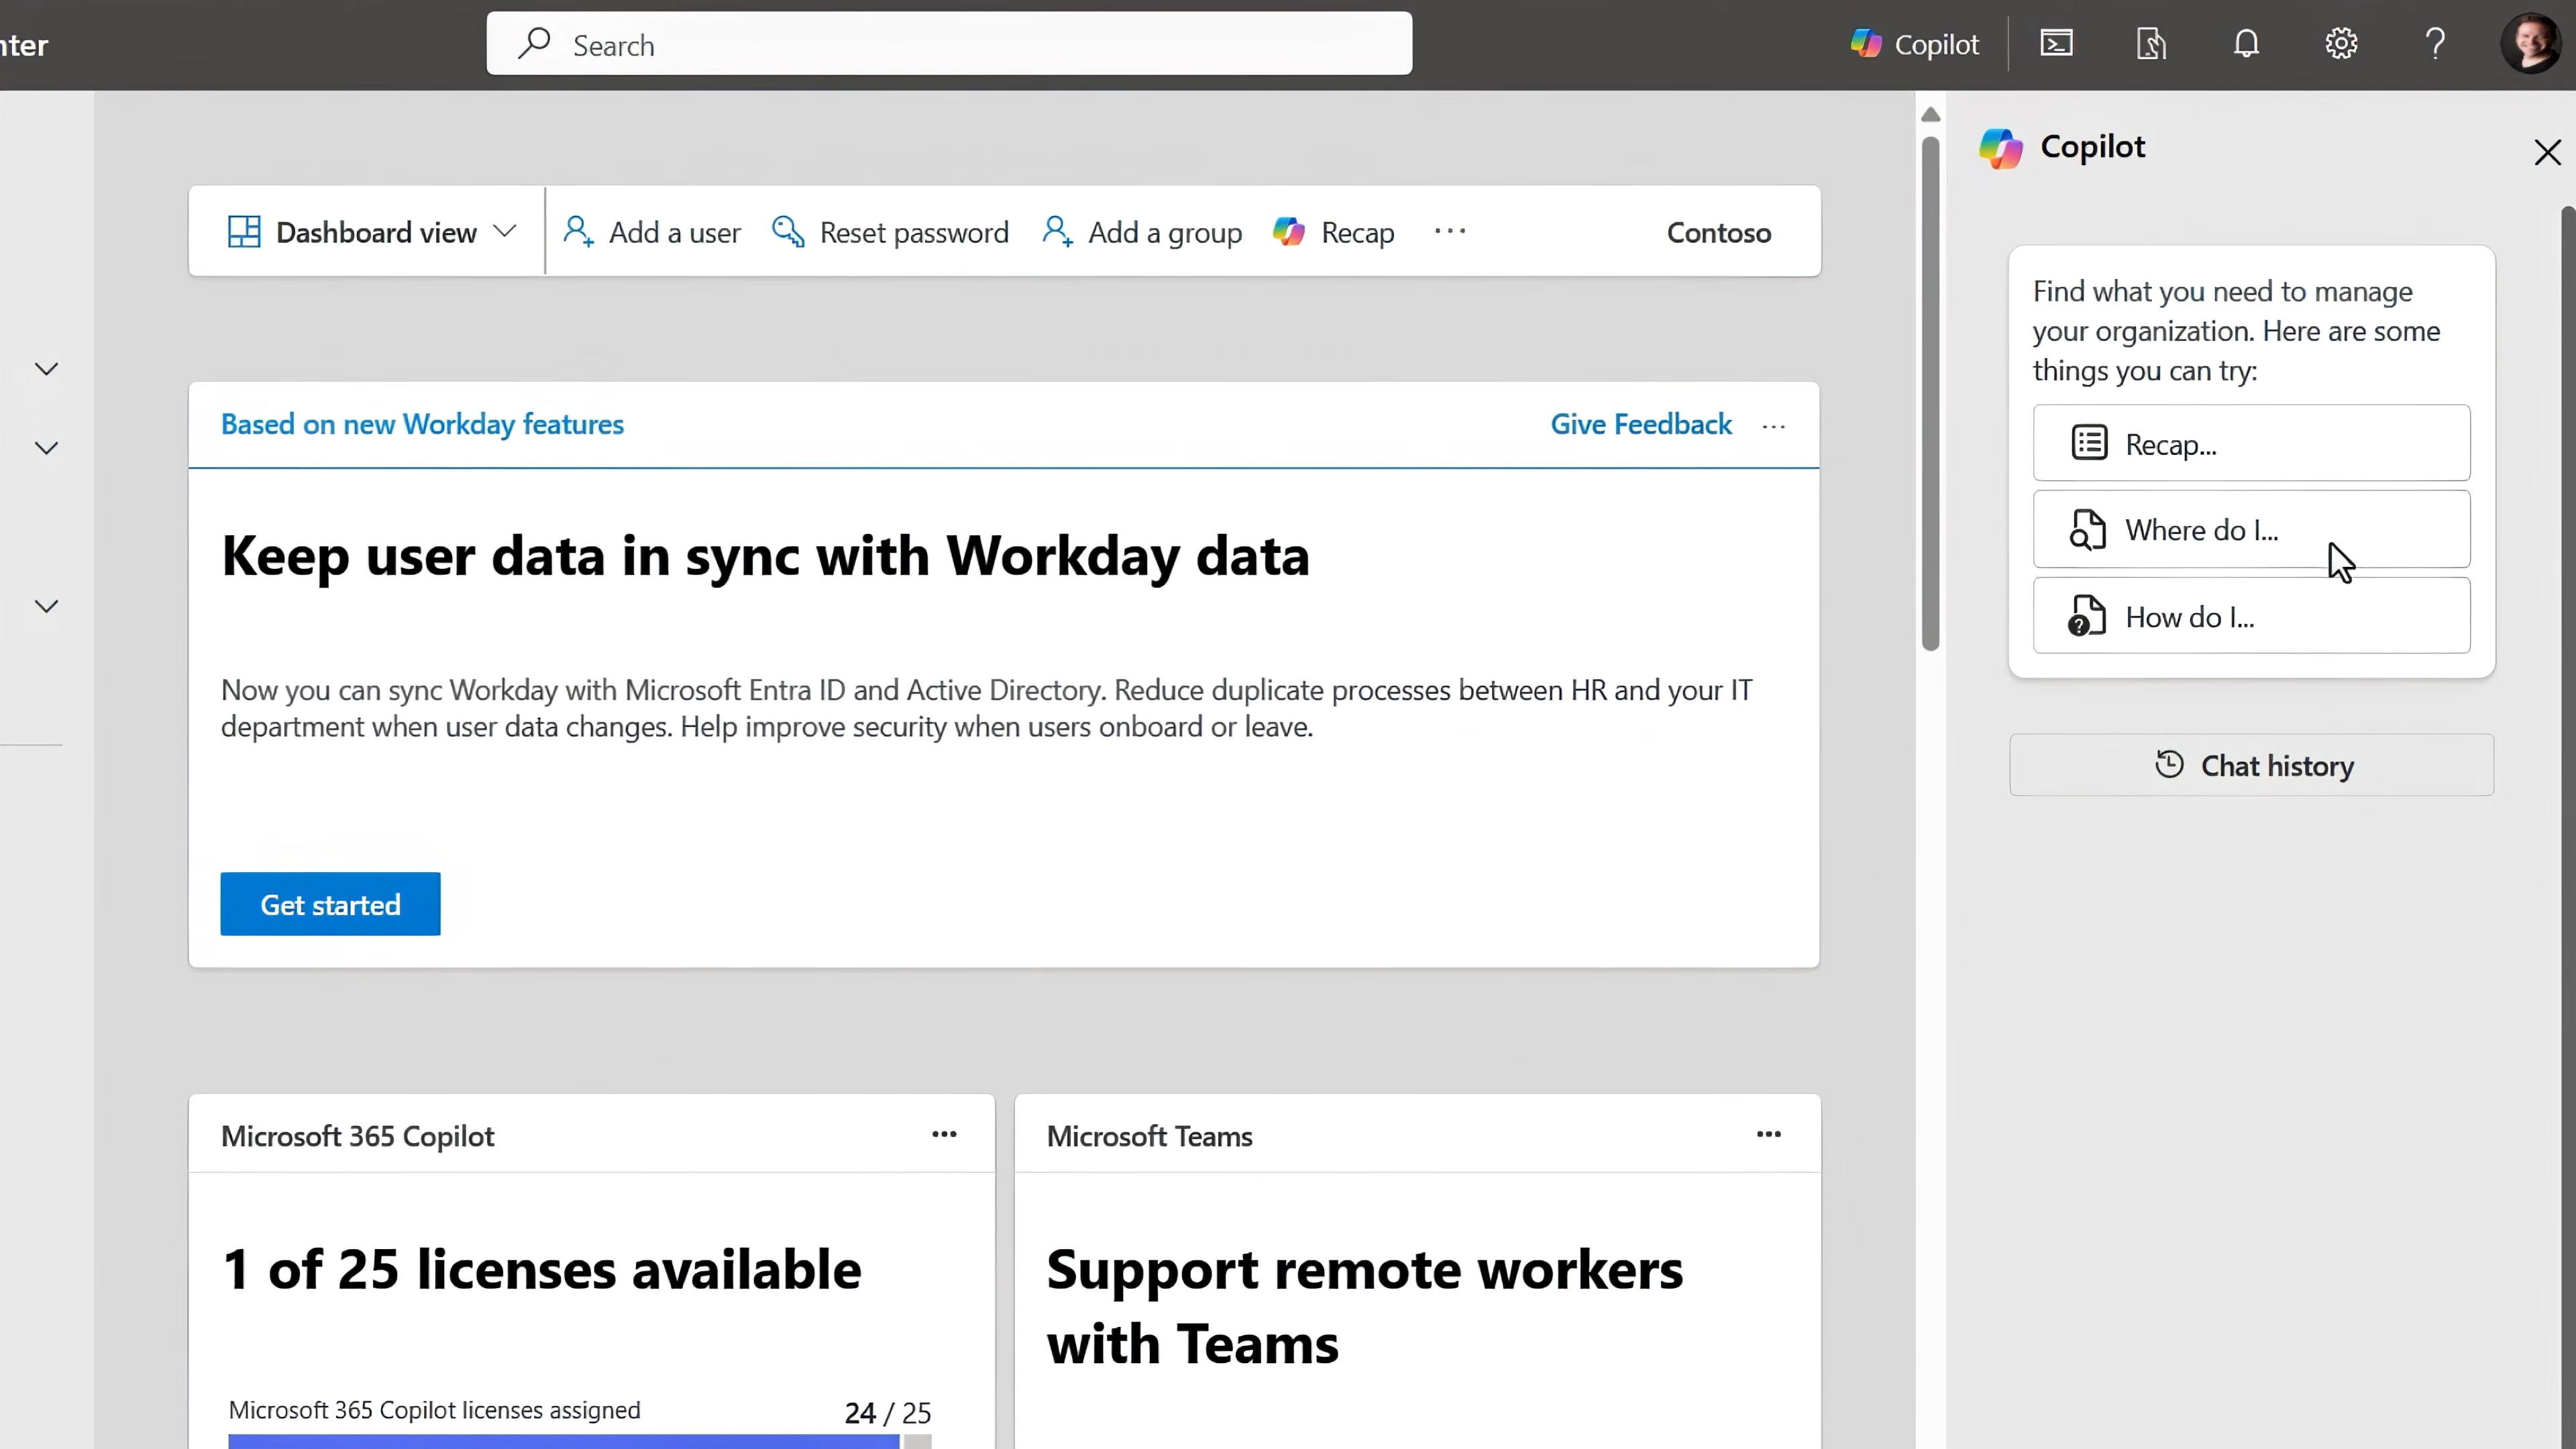 nter
Search
Copilot
Dashboard view
Add a user
Reset password
Add a group
Recap
Contoso
Based on new Workday features
Give Feedback
Keep user data in sync with Workday data
Now you can sync Workday with Microsoft Entra ID and Active Directory. Reduce duplicate processes between HR and your IT
department when user data changes. Help improve security when users onboard or leave.
Get started
Microsoft 365 Copilot
1 of 25 licenses available
Microsoft 365 Copilot licenses assigned
24 / 25
Microsoft Teams
Support remote workers
with Teams
Copilot
Find what you need to manage
your organization. Here are some
things you can try:
Recap...
Where do I...
How do I...
Chat history